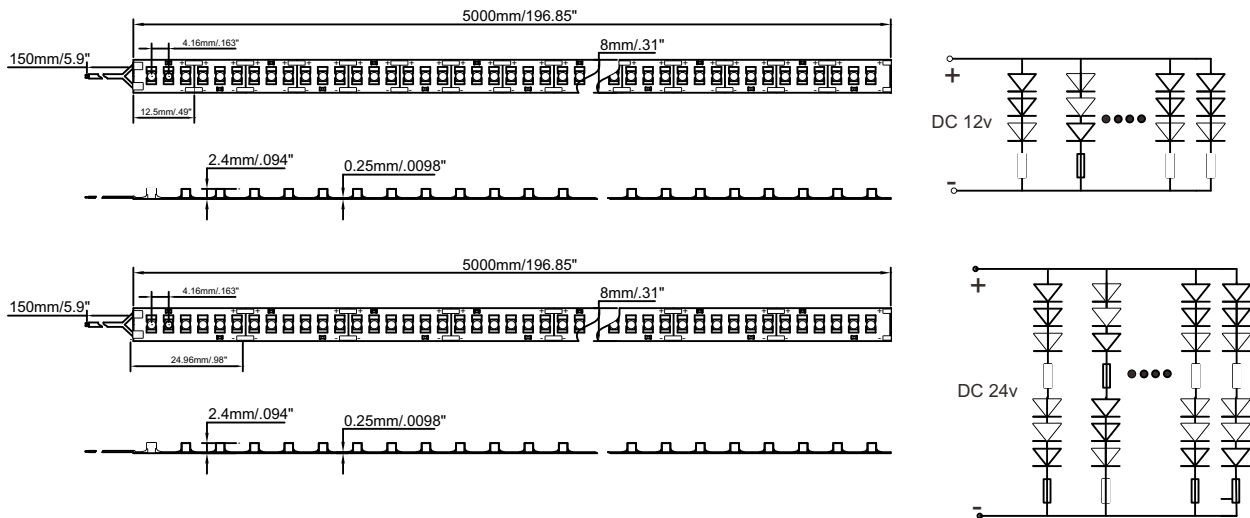 5000mm/196.85"
4.16mm/.163"
150mm/5.9"
8mm/.31"
12.5mm/.49"
+
DC 12v
-
2.4mm/.094"
0.25mm/.0098"
5000mm/196.85"
4.16mm/.163"
150mm/5.9"
8mm/.31"
24.96mm/.98"
+
DC 24v
-
2.4mm/.094"
0.25mm/.0098"